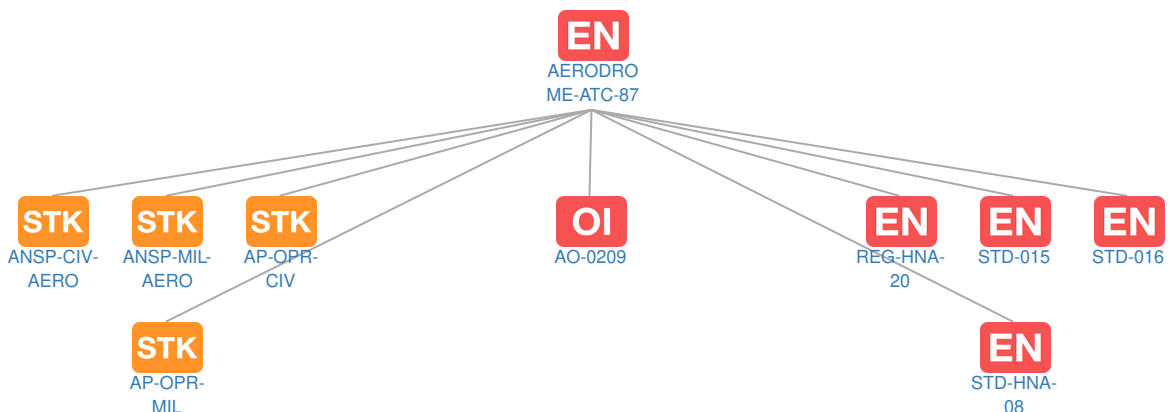 EN
AERODRO
ME-ATC-87
STK
ANSP-CIV-
AERO
STK
ANSP-MIL-
AERO
STK
AP-OPR-
CIV
OI
AO-0209
EN
REG-HNA-
20
EN
STD-015
EN
STD-016
STK
AP-OPR-
MIL
EN
STD-HNA-
08